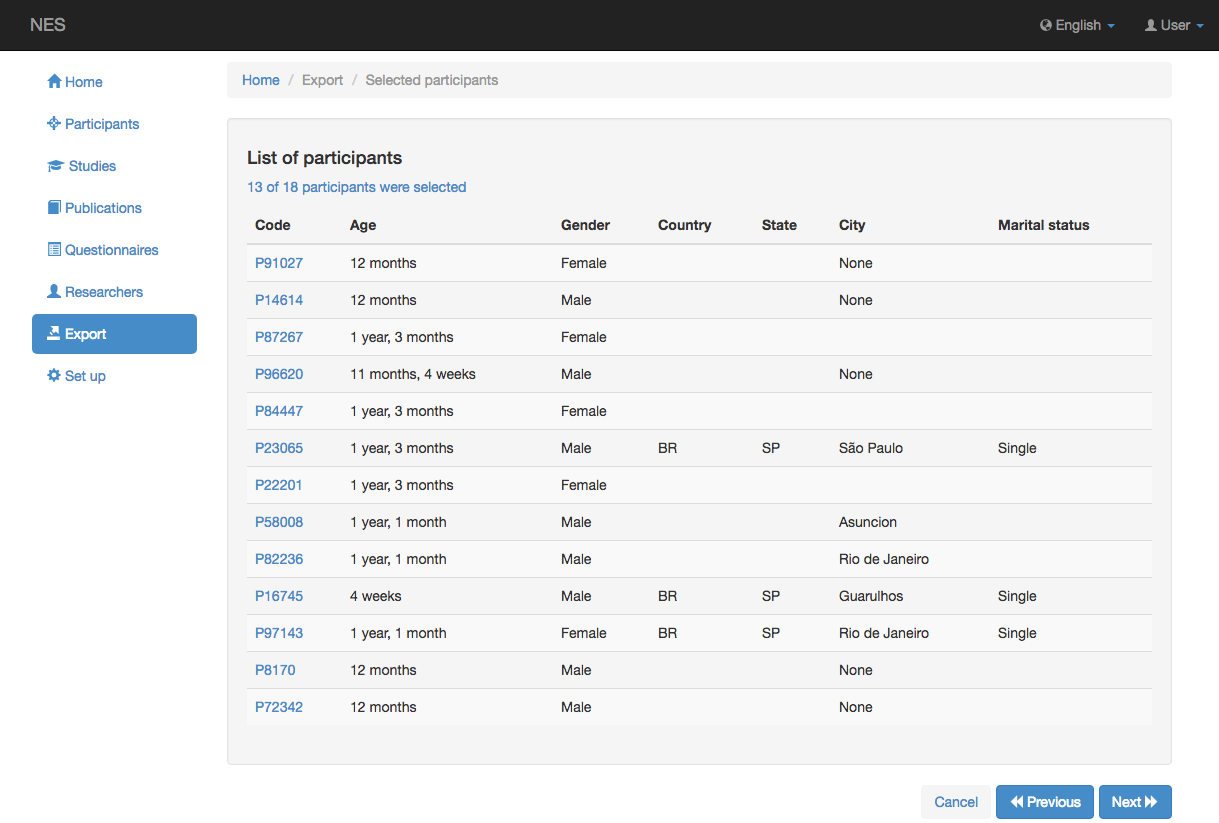 NES English User
Home
Participants
Studies
Publications
Questionnaires
Researchers
Export
Set up
Home / Export / Selected participants
List of participants
13 of 18 participants were selected
Code Age Gender Country State City Marital status
P91027 12 months Female None
P14614 12 months Male None
P87267 1 year, 3 months Female
P96620 11 months, 4 weeks Male None
P84447 1 year, 3 months Female
P23065 1 year, 3 months Male BR SP São Paulo Single
P22201 1 year, 3 months Female
P58008 1 year, 1 month Male Asuncion
P82236 1 year, 1 month Male Rio de Janeiro
P16745 4 weeks Male BR SP Guarulhos Single
P97143 1 year, 1 month Female BR SP Rio de Janeiro Single
P8170 12 months Male None
P72342 12 months Male None
Cancel Previous Next